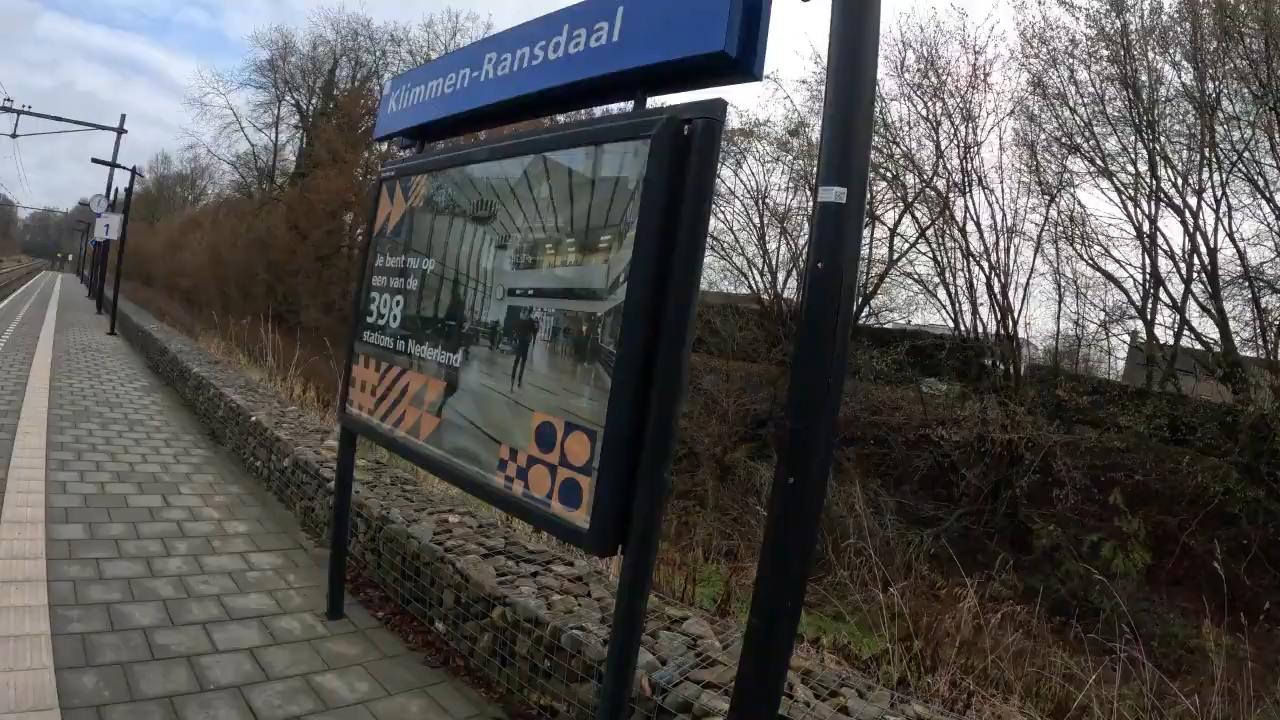 Klimmen-Ransdaal
1
Je bent nu op
een van de
398
stations in Nederland